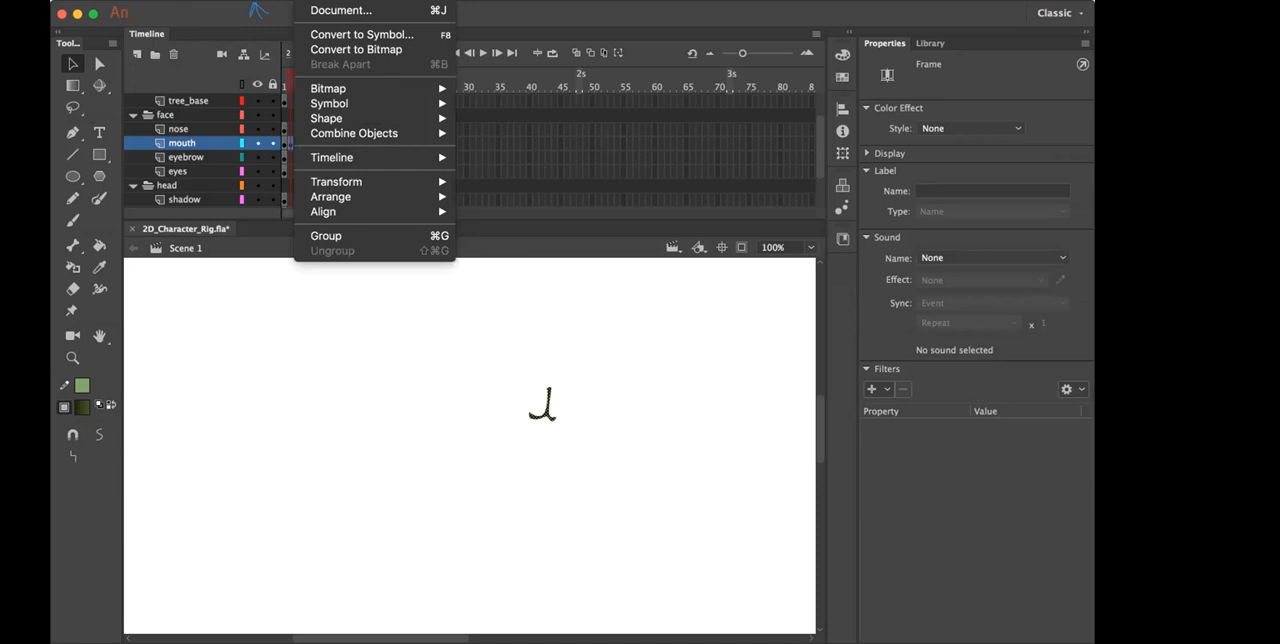 An
Document... ⌘J
Classic
Tool...
Timeline
Convert to Symbol... F8
Properties
Library
Convert to Bitmap
2
Break Apart ⌘B
Frame
2s
3s
1
30 35 40 45 50 55 60 65 70 75 80 8
Bitmap
tree_base
Symbol
Color Effect
face
Shape
nose
Style: None
Combine Objects
mouth
Timeline
Display
eyebrow
eyes
Label
head
Transform
Name:
shadow
Arrange
Type: Name
Align
2D_Character_Rig.fla*
Group ⌘G
Sound
Scene 1
100%
Ungroup ⇧⌘G
Name: None
Effect: None
Sync: Event
Repeat x 1
No sound selected
Filters
Property
Value